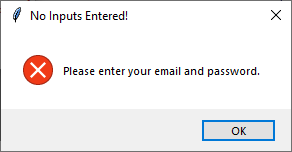 No Inputs Entered!
Please enter your email and password.
OK